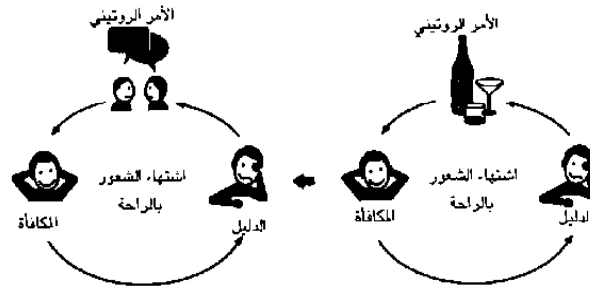 الأمر الروتيني
اشتهاء الشعور
بالراحة
الدليل
المكافأة
الأمر الروتيني
اشتهاء الشعور
بالراحة
الدليل
المكافأة